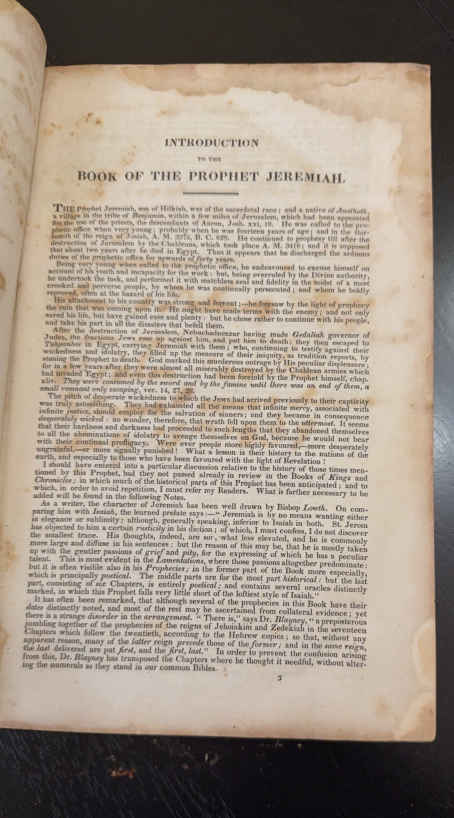 INTRODUCTION
TO THE
BOOK OF THE PROPHET JEREMIAH.
THE Prophet Jeremiah, son of Hilkiah, was of the sacerdotal race; and a native of Anathoth,
a village in the tribe of Benjamin, within a few miles of Jerusalem, which had been appointed
for the use of the priests, the descendants of Aaron, Josh. xxi, 18. He was called to the pro-
phetic office when very young; probably when he was fourteen years of age; and in the thir-
teenth of the reign of Josiah, A. M. 3375, B. C. 629. He continued to prophesy till after the
destruction of Jerusalem by the Chaldeans, which took place A. M. 3416; and it is supposed
that about two years after he died in Egypt. Thus it appears that he discharged the arduous
duties of the prophetic office for upwards of forty years.
Being very young when called to the prophetic office, he endeavoured to excuse himself on
account of his youth and incapacity for the work; but, being overruled by the Divine authority,
he undertook the task, and performed it with matchless zeal and fidelity in the midst of a most
crooked and perverse people, by whom he was continually persecuted; and whom he boldly
reproved, often at the hazard of his life.
His attachment to his country was strong and fervent;—he foresaw by the light of prophecy
the ruin that was coming upon it. He might have made terms with the enemy; and not only
saved his life, but have gained ease and plenty: but he chose rather to continue with his people,
and take his part in all the disasters that befell them.
After the destruction of Jerusalem, Nebuchadnezzar having made Gedaliah governor of
Judea, the fractious Jews rose up against him, and put him to death; they then escaped to
Tahpanhes in Egypt, carrying Jeremiah with them; who, continuing to testify against their
wickedness and idolatry, they filled up the measure of their iniquity, as tradition reports, by
stoning the Prophet to death. God marked this murderous outrage by His peculiar displeasure;
for in a few years after they were almost all miserably destroyed by the Chaldean armies which
had invaded Egypt; and even this destruction had been foretold by the Prophet himself, chap.
xliv. They were consumed by the sword and by the famine until there was an end of them, a
small remnant only escaping, ver. 14, 27, 28.
The pitch of desperate wickedness to which the Jews had arrived previously to their captivity
was truly astonishing. They had exhausted all the means that infinite mercy, associated with
infinite justice, should employ for the salvation of sinners; and they became in consequence
desperately wicked: no wonder, therefore, that wrath fell upon them to the uttermost. It seems
that their hardness and darkness had proceeded to such lengths that they abandoned themselves
to all the abominations of idolatry to avenge themselves on God, because he would not bear
with their continual profligacy. Were ever people more highly favoured,—more desperately
ungrateful,—or more signally punished! What a lesson is their history to the nations of the
earth, and especially to those who have been favoured with the light of Revelation!
I should have entered into a particular discussion relative to the history of those times men-
tioned by this Prophet, had they not passed already in review in the Books of Kings and
Chronicles; in which much of the historical parts of this Prophet has been anticipated; and to
which, in order to avoid repetition, I must refer my Readers. What is farther necessary to be
added will be found in the following Notes.
As a writer, the character of Jeremiah has been well drawn by Bishop Lowth. On com-
paring him with Isaiah, the learned prelate says:—“Jeremiah is by no means wanting either
in elegance or sublimity; although, generally speaking, inferior to Isaiah in both. St. Jerom
has objected to him a certain rusticity in his diction; of which, I must confess, I do not discover
the smallest trace. His thoughts, indeed, are somewhat less elevated, and he is commonly
more large and diffuse in his sentences; but the reason of this may be, that he is mostly taken
up with the gentler passions of grief and pity, for the expressing of which he has a peculiar
talent. This is most evident in the Lamentations, where those passions altogether predominate;
but it is often visible also in his Prophecies; in the former part of the Book more especially,
which is principally poetical. The middle parts are for the most part historical: but the last
part, consisting of six Chapters, is entirely poetical; and contains several oracles distinctly
marked, in which this Prophet falls very little short of the loftiest style of Isaiah.”
It has often been remarked, that although several of the prophecies in this Book have their
dates distinctly noted, and most of the rest may be ascertained from collateral evidence; yet
there is a strange disorder in the arrangement. “There is,” says Dr. Blayney, “a preposterous
jumbling together of the prophecies of the reigns of Jehoiakim and Zedekiah in the seventeen
Chapters which follow the twentieth, according to the Hebrew copies; so that, without any
apparent reason, many of the latter reign precede those of the former; and in the same reign,
the last delivered are put first, and the first, last.” In order to prevent the confusion arising
from this, Dr. Blayney has transposed the Chapters where he thought it needful, without alter-
ing the numerals as they stand in our common Bibles.
3